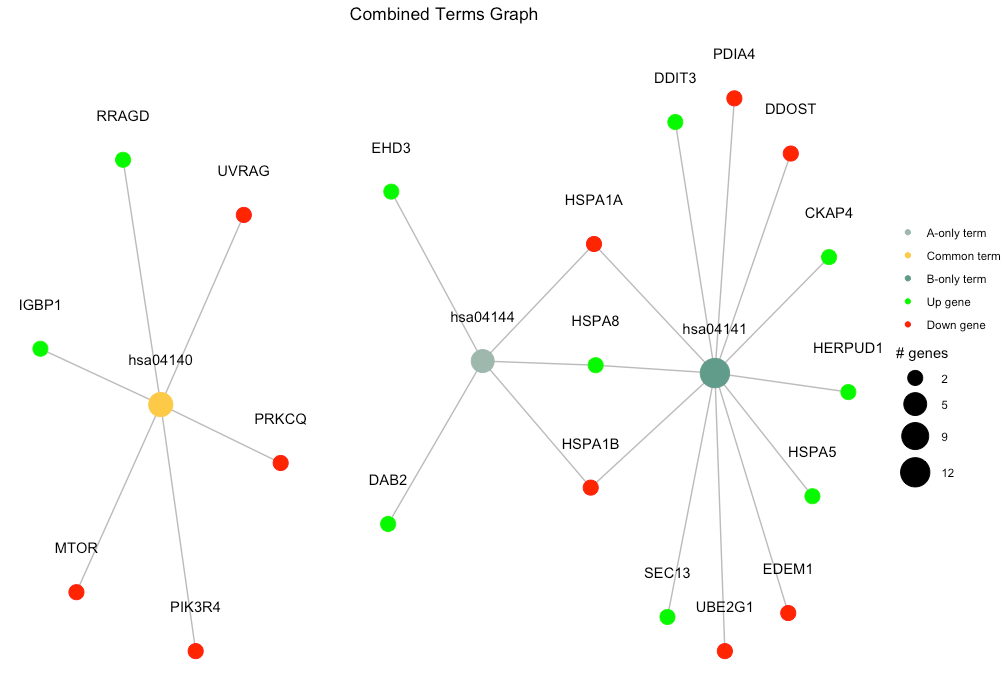 Combined Terms Graph
PDIA4
DDIT3
DDOST
RRAGD
EHD3
UVRAG
HSPA1A
CKAP4
A-only term
Common term
B-only term
Up gene
Down gene
IGBP1
hsa04144
HSPA8
hsa04141
HERPUD1
hsa04140
# genes
2
5
9
12
PRKCQ
HSPA1B
HSPA5
DAB2
MTOR
SEC13
EDEM1
PIK3R4
UBE2G1